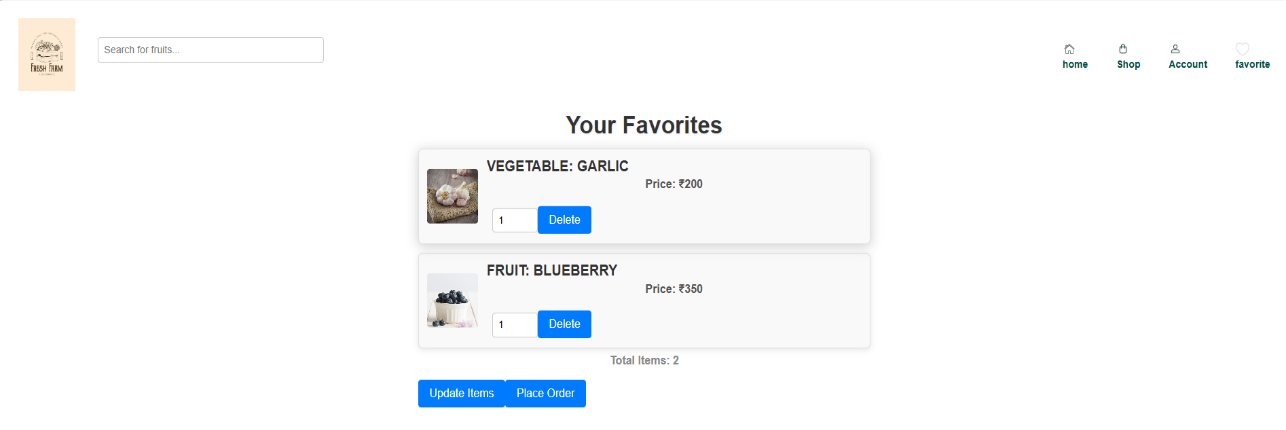 FRESH FARM
Search for fruits...
home
Shop
Account
favorite
Your Favorites
VEGETABLE: GARLIC
Price: ₹200
1
Delete
FRUIT: BLUEBERRY
Price: ₹350
1
Delete
Total Items: 2
Update Items
Place Order